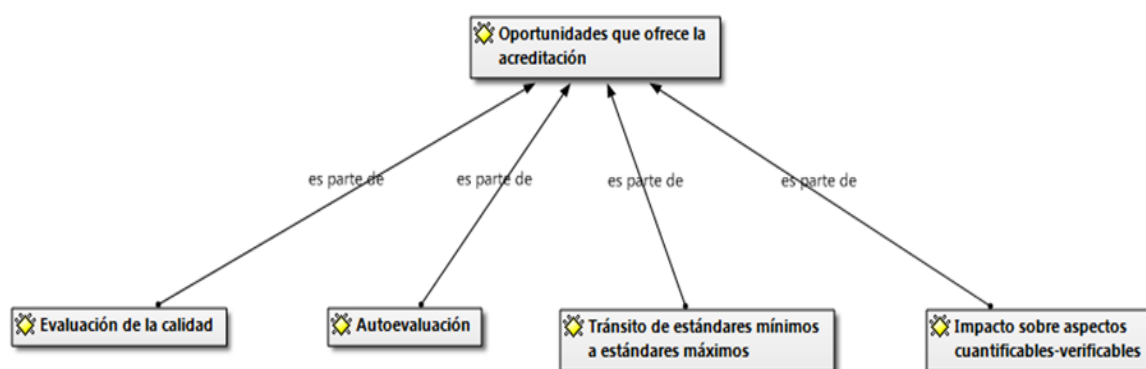 Oportunidades que ofrece la
acreditación
es parte de
es parte de
es parte de
es parte de
Evaluación de la calidad
Autoevaluación
Tránsito de estándares mínimos
a estándares máximos
Impacto sobre aspectos
cuantificables-verificables